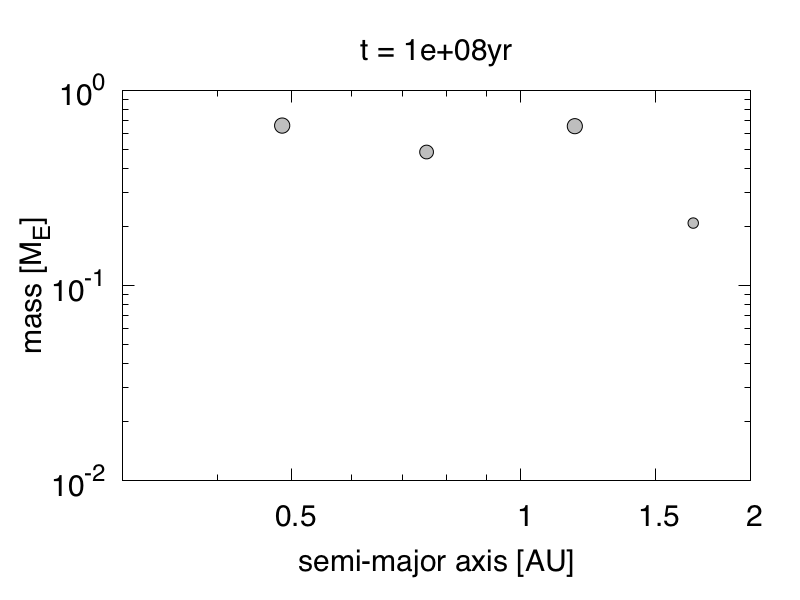 t = 1e+08yr
10^0
10^-1
10^-2
mass [M_E]
0.5 1 1.5 2
semi-major axis [AU]